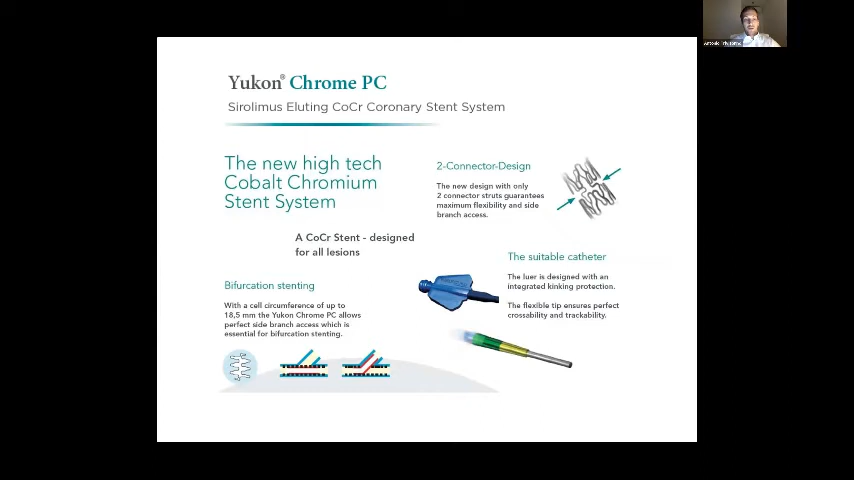 Yukon® Chrome PC
Sirolimus Eluting CoCr Coronary Stent System
The new high tech
Cobalt Chromium
Stent System
A CoCr Stent - designed
for all lesions
2-Connector-Design
The new design with only
2 connector struts guarantees
maximum flexibility and side
branch access.
The suitable catheter
The luer is designed with an
integrated kinking protection.
The flexible tip ensures perfect
crossability and trackability.
Bifurcation stenting
With a cell circumference of up to
18,5 mm the Yukon Chrome PC allows
perfect side branch access which is
essential for bifurcation stenting.